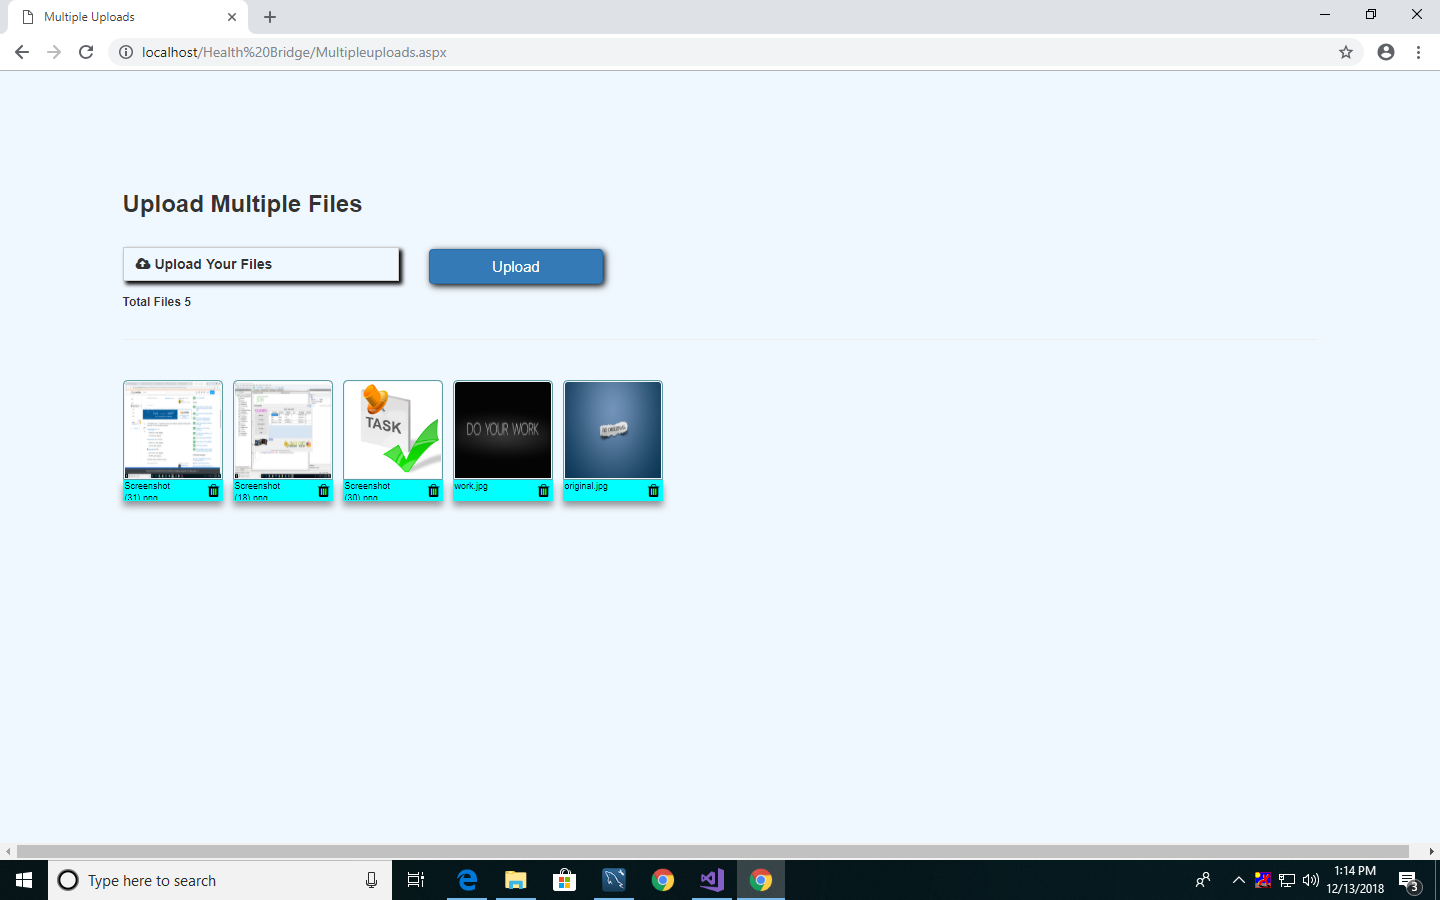 Multiple Uploads
localhost/Health%20Bridge/Multipleuploads.aspx
Upload Multiple Files
Upload Your Files
Upload
Total Files 5
TASK
DO YOUR WORK
BE ORIGINAL
Screenshot
(31).png
Screenshot
(18).png
Screenshot
(30).png
work.jpg
original.jpg
Type here to search
1:14 PM
12/13/2018
3